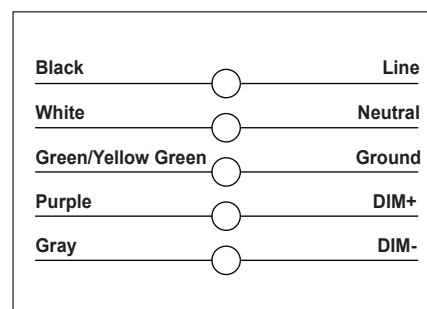 Black Line
White Neutral
Green/Yellow Green Ground
Purple DIM+
Gray DIM-